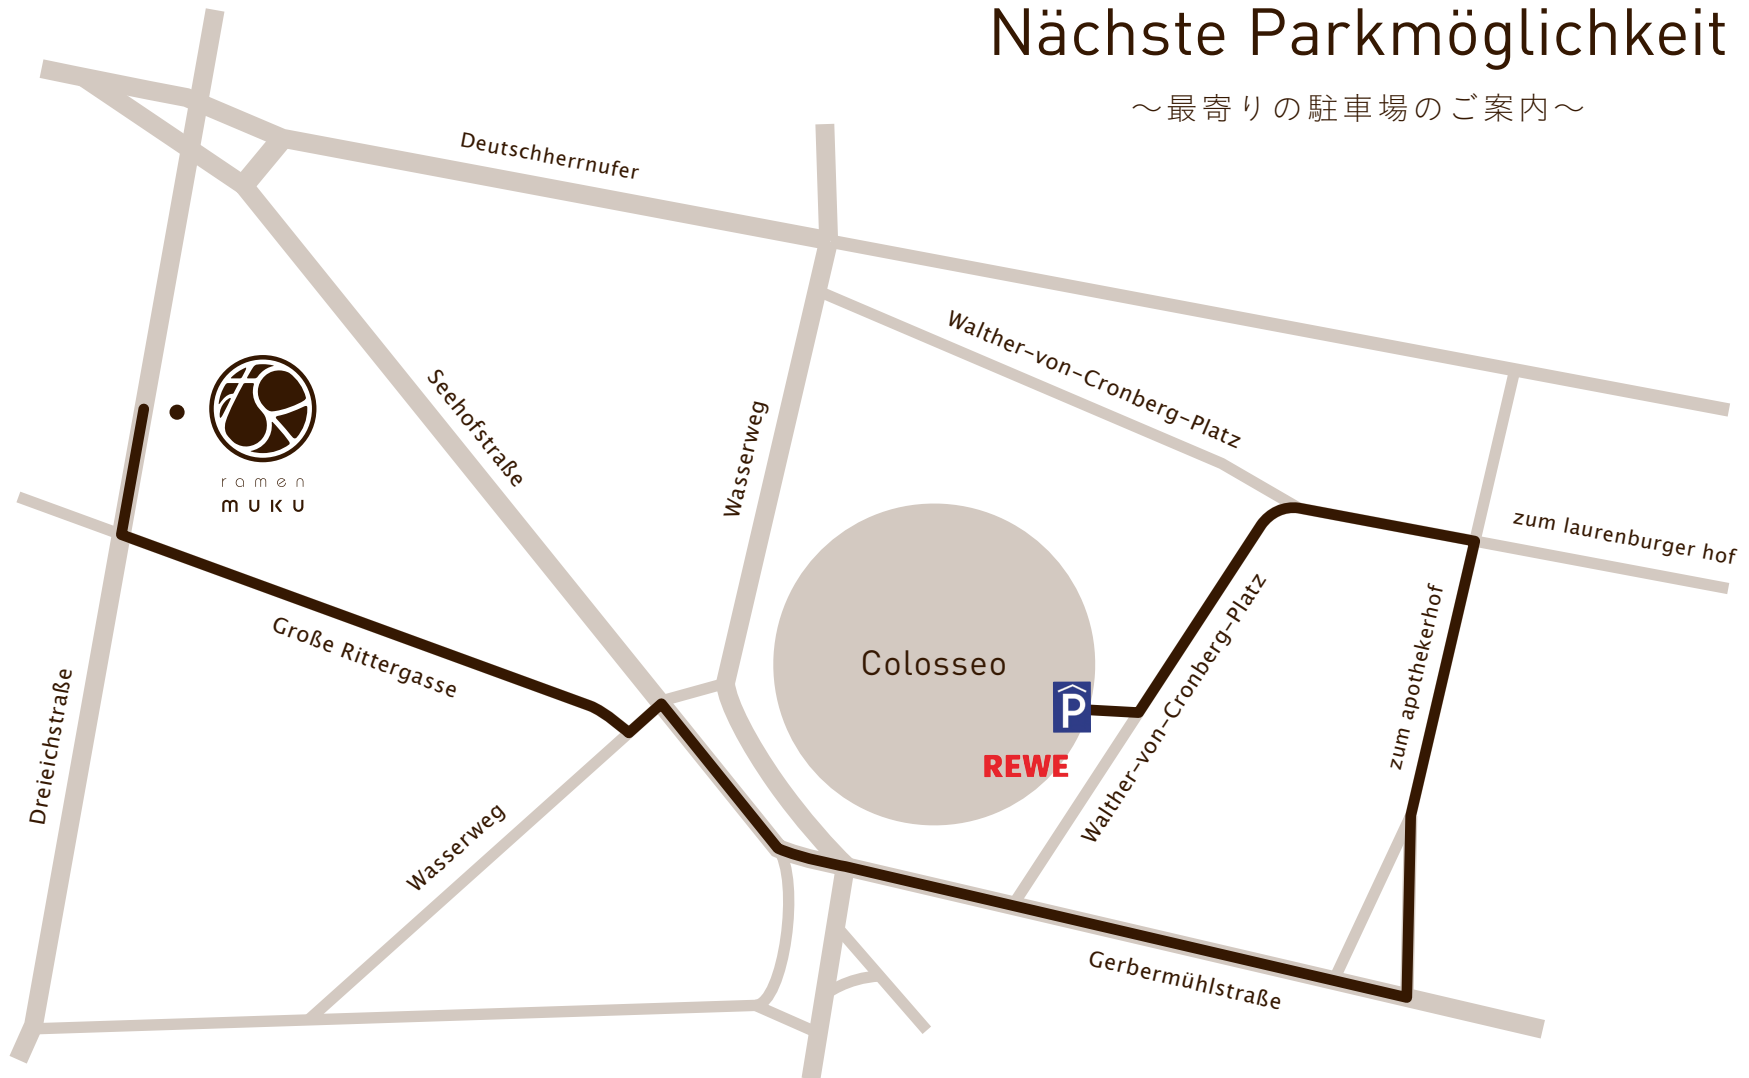 Nächste Parkmöglichkeit
～最寄りの駐車場のご案内～
Deutschherrnufer
Walther-von-Cronberg-Platz
Seehofstraße
Wasserweg
ramen
MUKU
zum laurenburger hof
Walther-von-Cronberg-Platz
zum apothekerhof
Große Rittergasse
Colosseo
P
REWE
Dreieichstraße
Wasserweg
Gerbermühlstraße